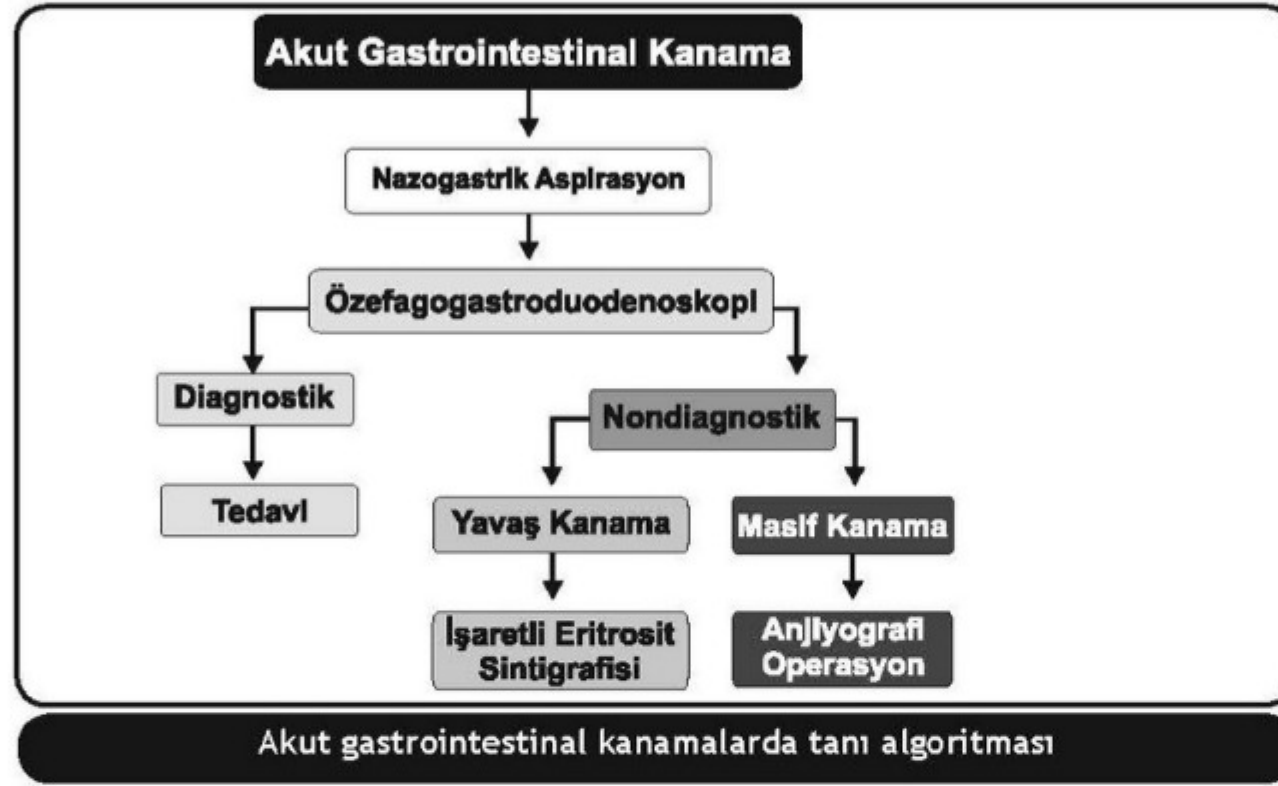 Akut Gastrointestinal Kanama
Nazogastrik Aspirasyon
Özefagogastroduodenoskopi
Diagnostik
Nondiagnostik
Tedavi
Yavaş Kanama
Masif Kanama
İşaretli Eritrosit
Sintigrafisi
Anjiyografi
Operasyon
Akut gastrointestinal kanamalarda tanı algoritması